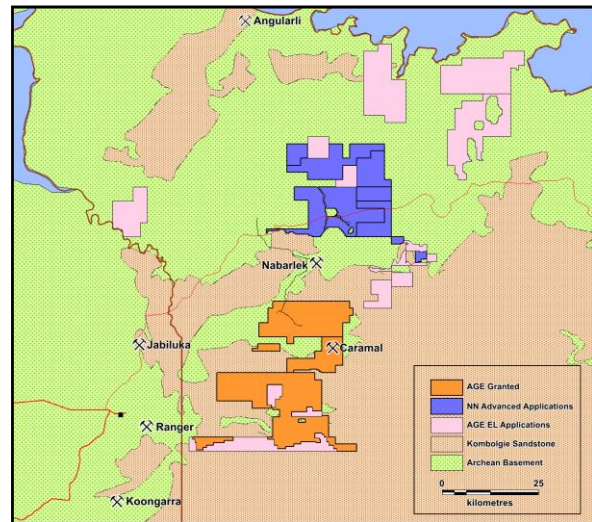 Angularli
Nabarlek
Caramal
Jabiluka
Ranger
Koongarra
AGE Granted
NN Advanced Applications
AGE EL Applications
Kombolgie Sandstone
Archean Basement
0 25
kilometres